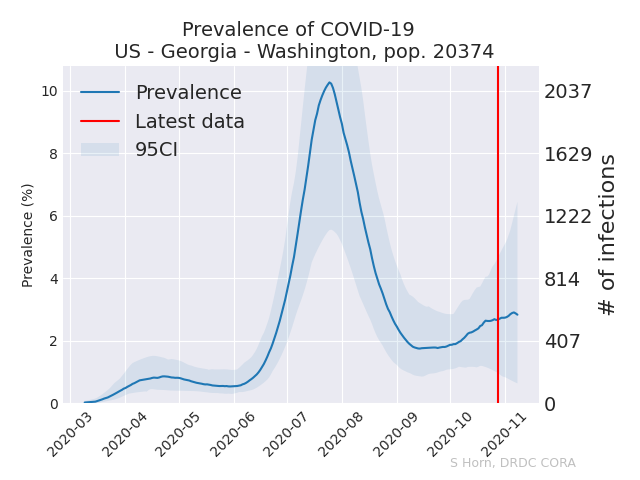 Prevalence of COVID-19
US - Georgia - Washington, pop. 20374
Prevalence
Latest data
95CI
Prevalence (%)
10
8
6
4
2
0
2037
1629
1222
814
407
0
# of infections
2020-03
2020-04
2020-05
2020-06
2020-07
2020-08
2020-09
2020-10
2020-11
S Horn, DRDC CORA